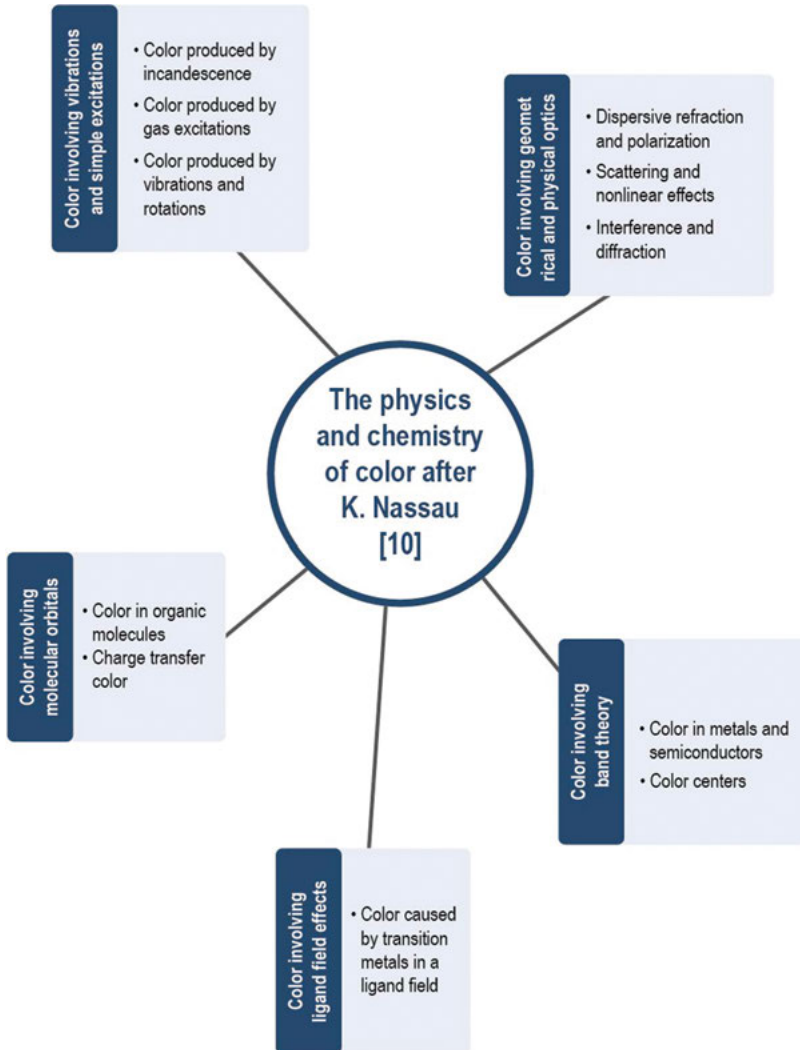 Color involving vibrations
and simple excitations
• Color produced by
incandescence
• Color produced by
gas excitations
• Color produced by
vibrations and
rotations
Color involving geomet
rical and physical optics
• Dispersive refraction
and polarization
• Scattering and
nonlinear effects
• Interference and
diffraction
The physics
and chemistry
of color after
K. Nassau
[10]
Color involving
molecular orbitals
• Color in organic
molecules
• Charge transfer
color
Color involving
band theory
• Color in metals and
semiconductors
• Color centers
Color involving
ligand field effects
• Color caused
by transition
metals in a
ligand field